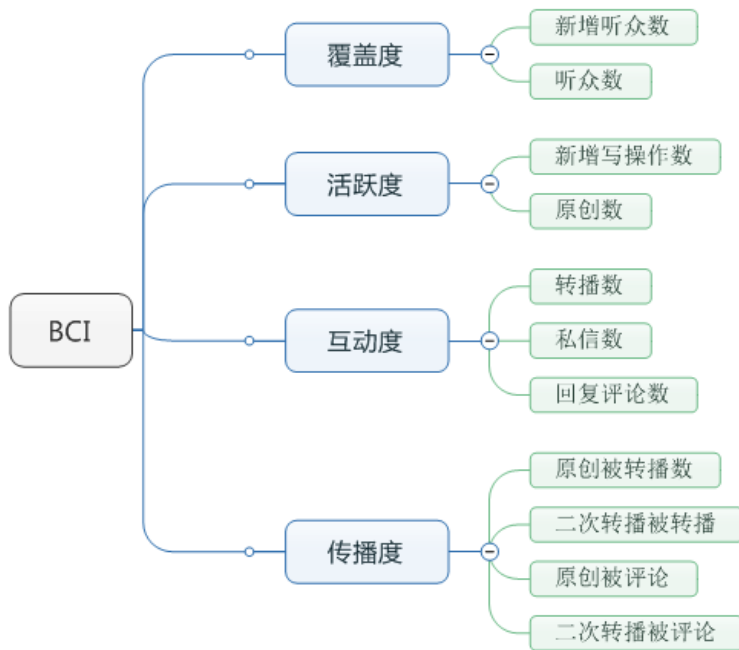 BCI
覆盖度
新增听众数
听众数
活跃度
新增写操作数
原创数
互动度
转播数
私信数
回复评论数
传播度
原创被转播数
二次转播被转播
原创被评论
二次转播被评论